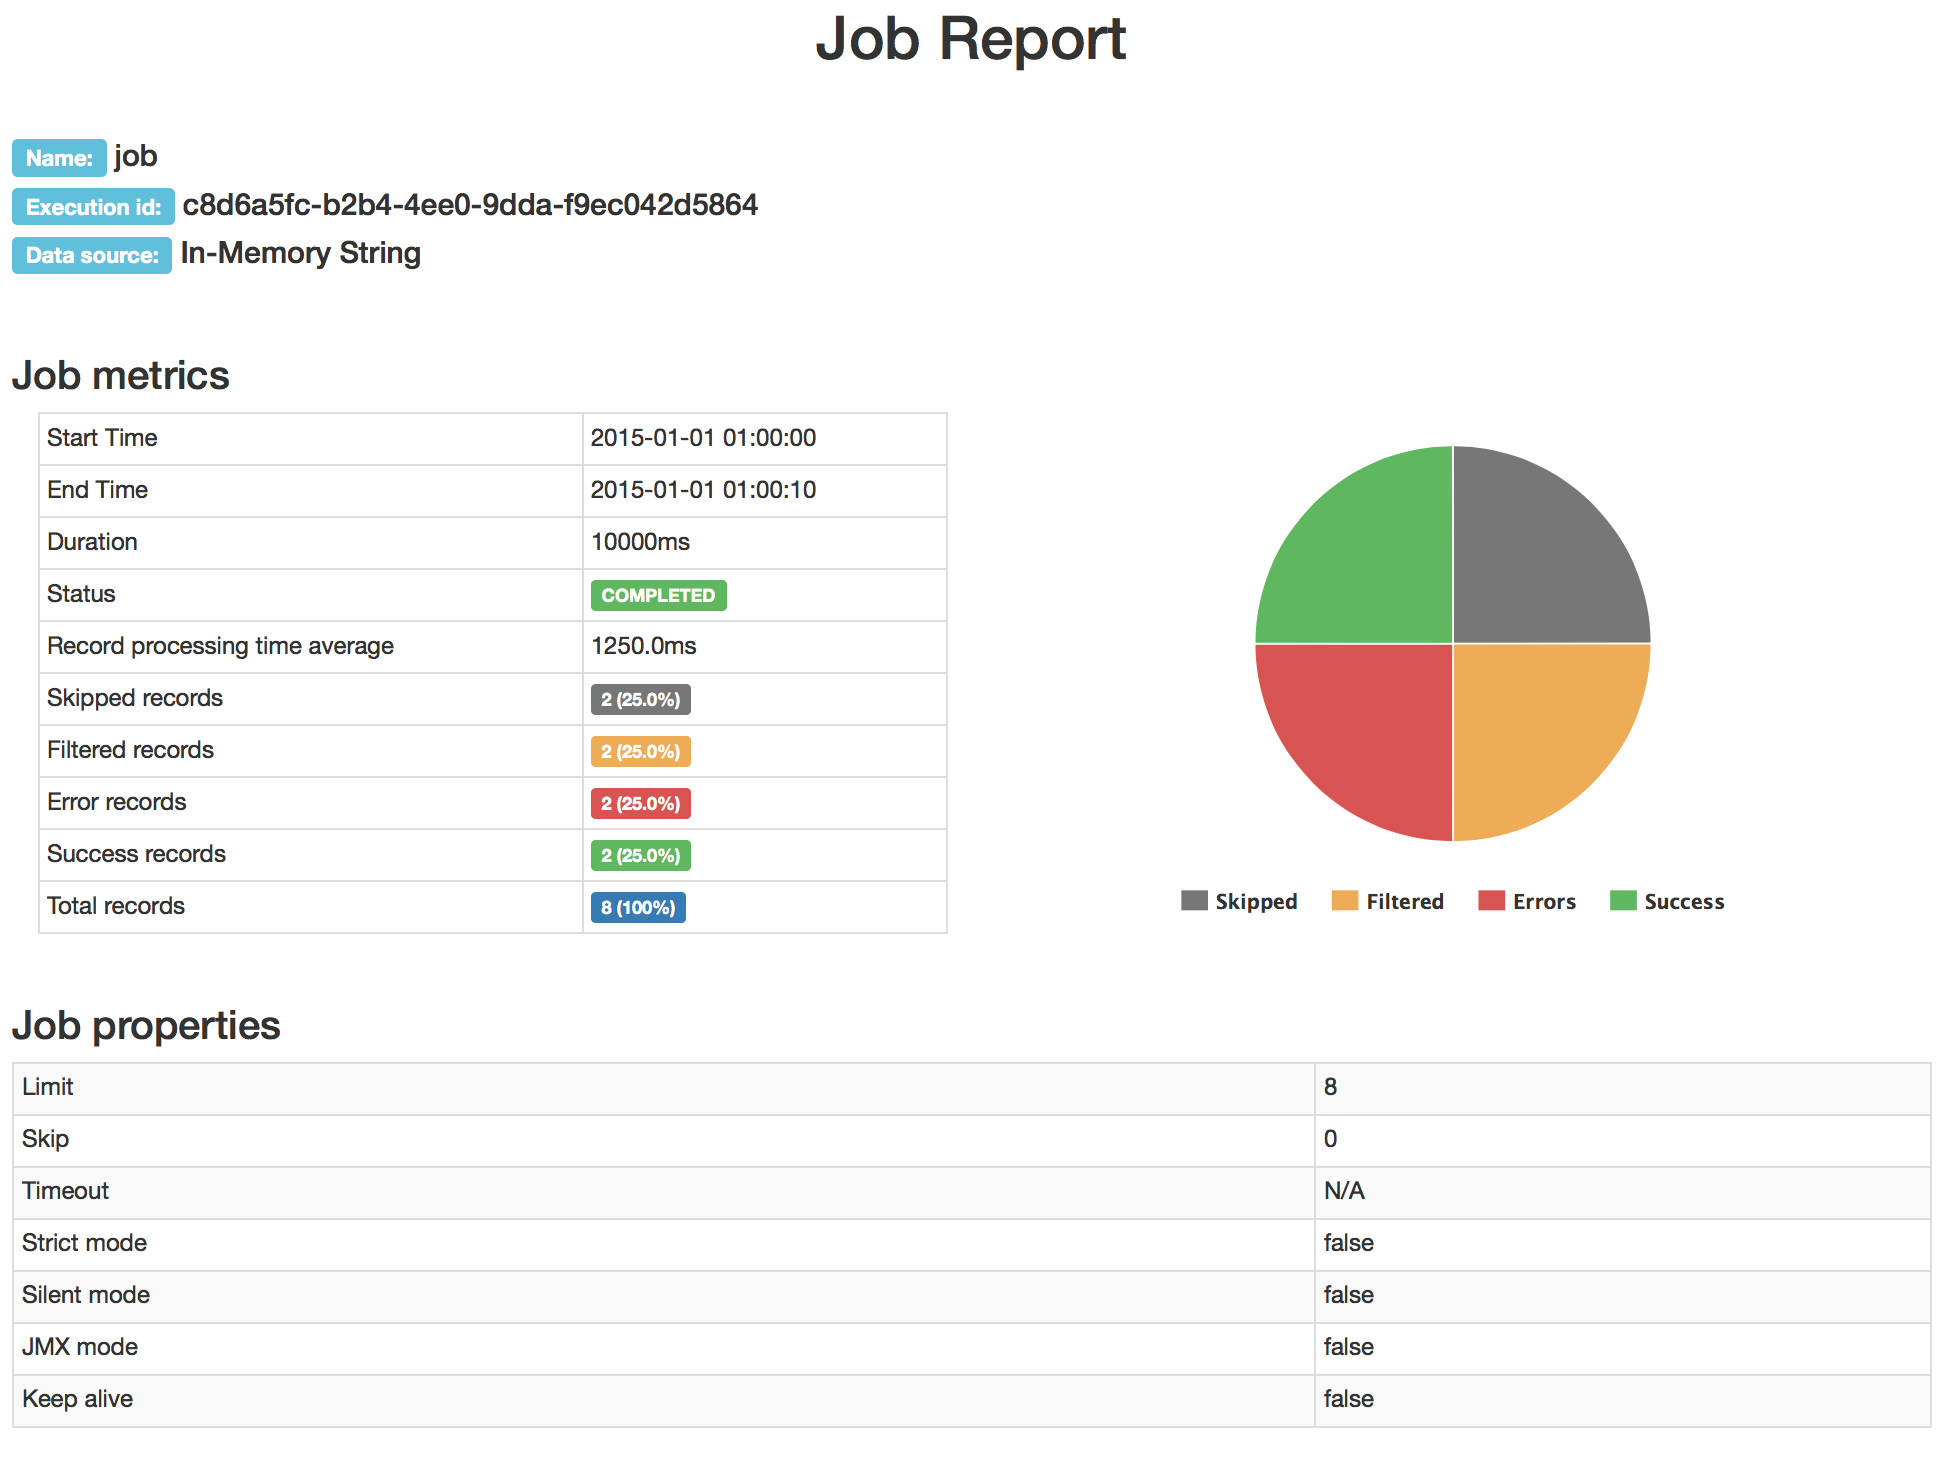 Job Report
Name: job
Execution id: c8d6a5fc-b2b4-4ee0-9dda-f9ec042d5864
Data source: In-Memory String
Job metrics
Start Time 2015-01-01 01:00:00
End Time 2015-01-01 01:00:10
Duration 10000ms
Status COMPLETED
Record processing time average 1250.0ms
Skipped records 2 (25.0%)
Filtered records 2 (25.0%)
Error records 2 (25.0%)
Success records 2 (25.0%)
Total records 8 (100%)
Skipped Filtered Errors Success
Job properties
Limit 8
Skip 0
Timeout N/A
Strict mode false
Silent mode false
JMX mode false
Keep alive false